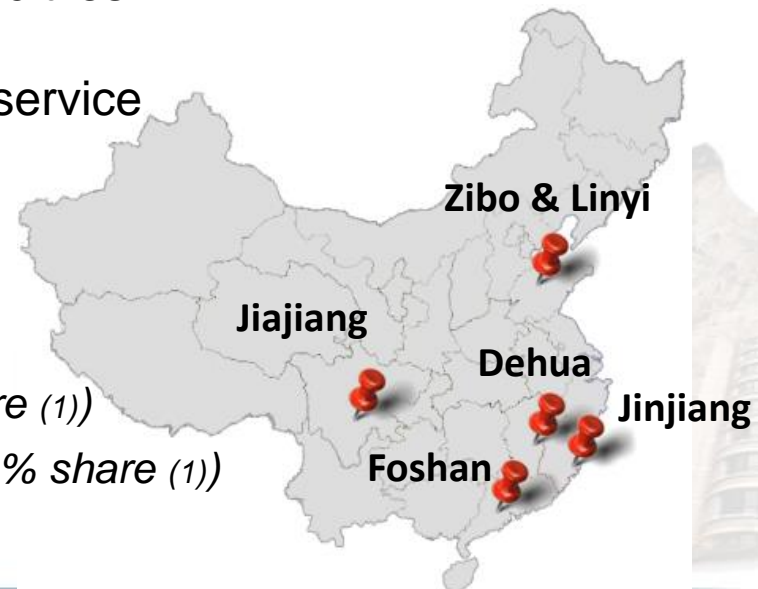 service
Zibo & Linyi
Jiajiang
Dehua
re (1))
Jinjiang
% share (1))
Foshan